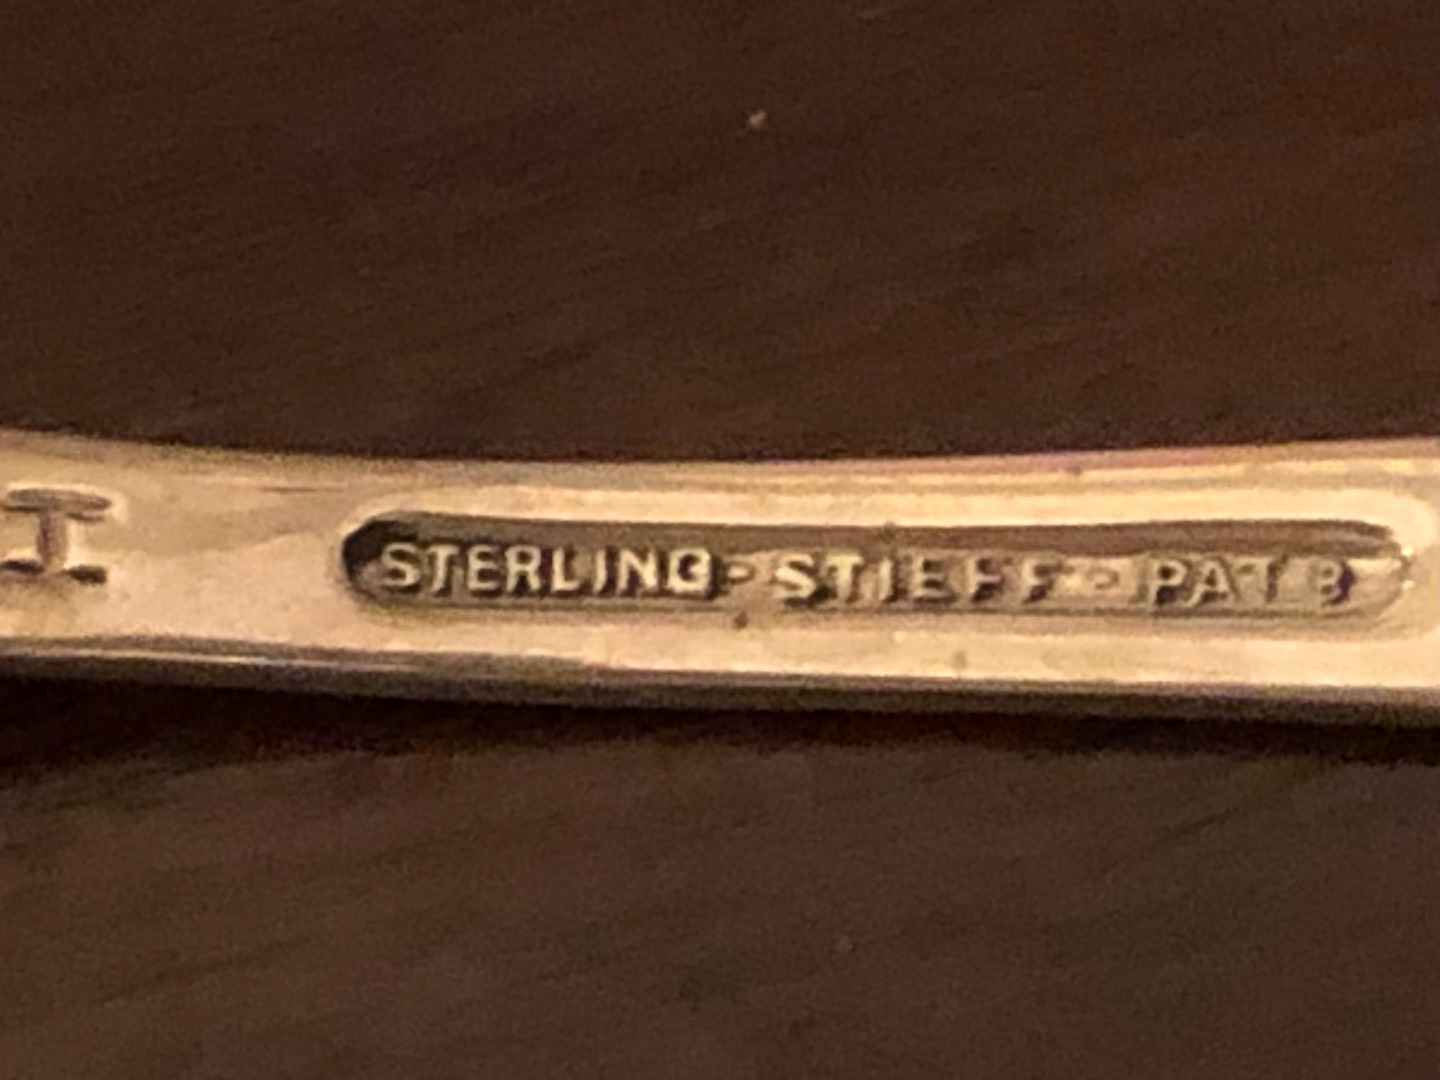 I STERLING - STIEFF - PAT